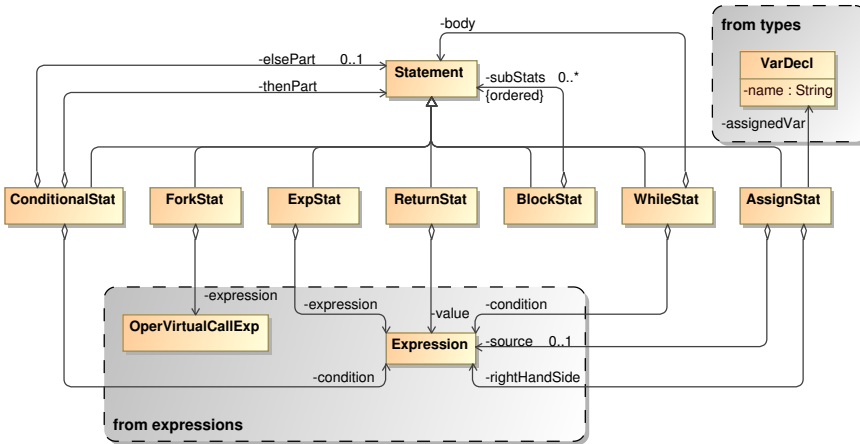 -body
from types
-elsePart 0..1
Statement
-subStats 0..*
VarDecl
-thenPart
{ordered}
-name : String
-assignedVar
ConditionalStat
ForkStat
ExpStat
ReturnStat
BlockStat
WhileStat
AssignStat
-expression
-expression
-value
-condition
OperVirtualCallExp
Expression
-source 0..1
-condition
-rightHandSide
from expressions